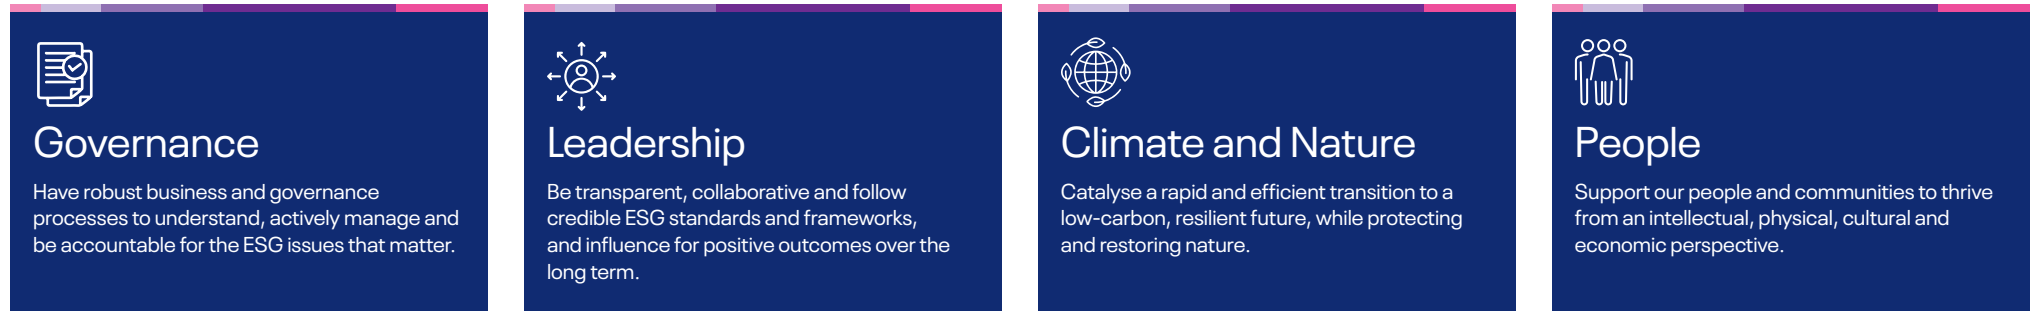 Governance
Have robust business and governance
processes to understand, actively manage and
be accountable for the ESG issues that matter.
Leadership
Be transparent, collaborative and follow
credible ESG standards and frameworks,
and influence for positive outcomes over the
long term.
Climate and Nature
Catalyse a rapid and efficient transition to a
low-carbon, resilient future, while protecting
and restoring nature.
People
Support our people and communities to thrive
from an intellectual, physical, cultural and
economic perspective.